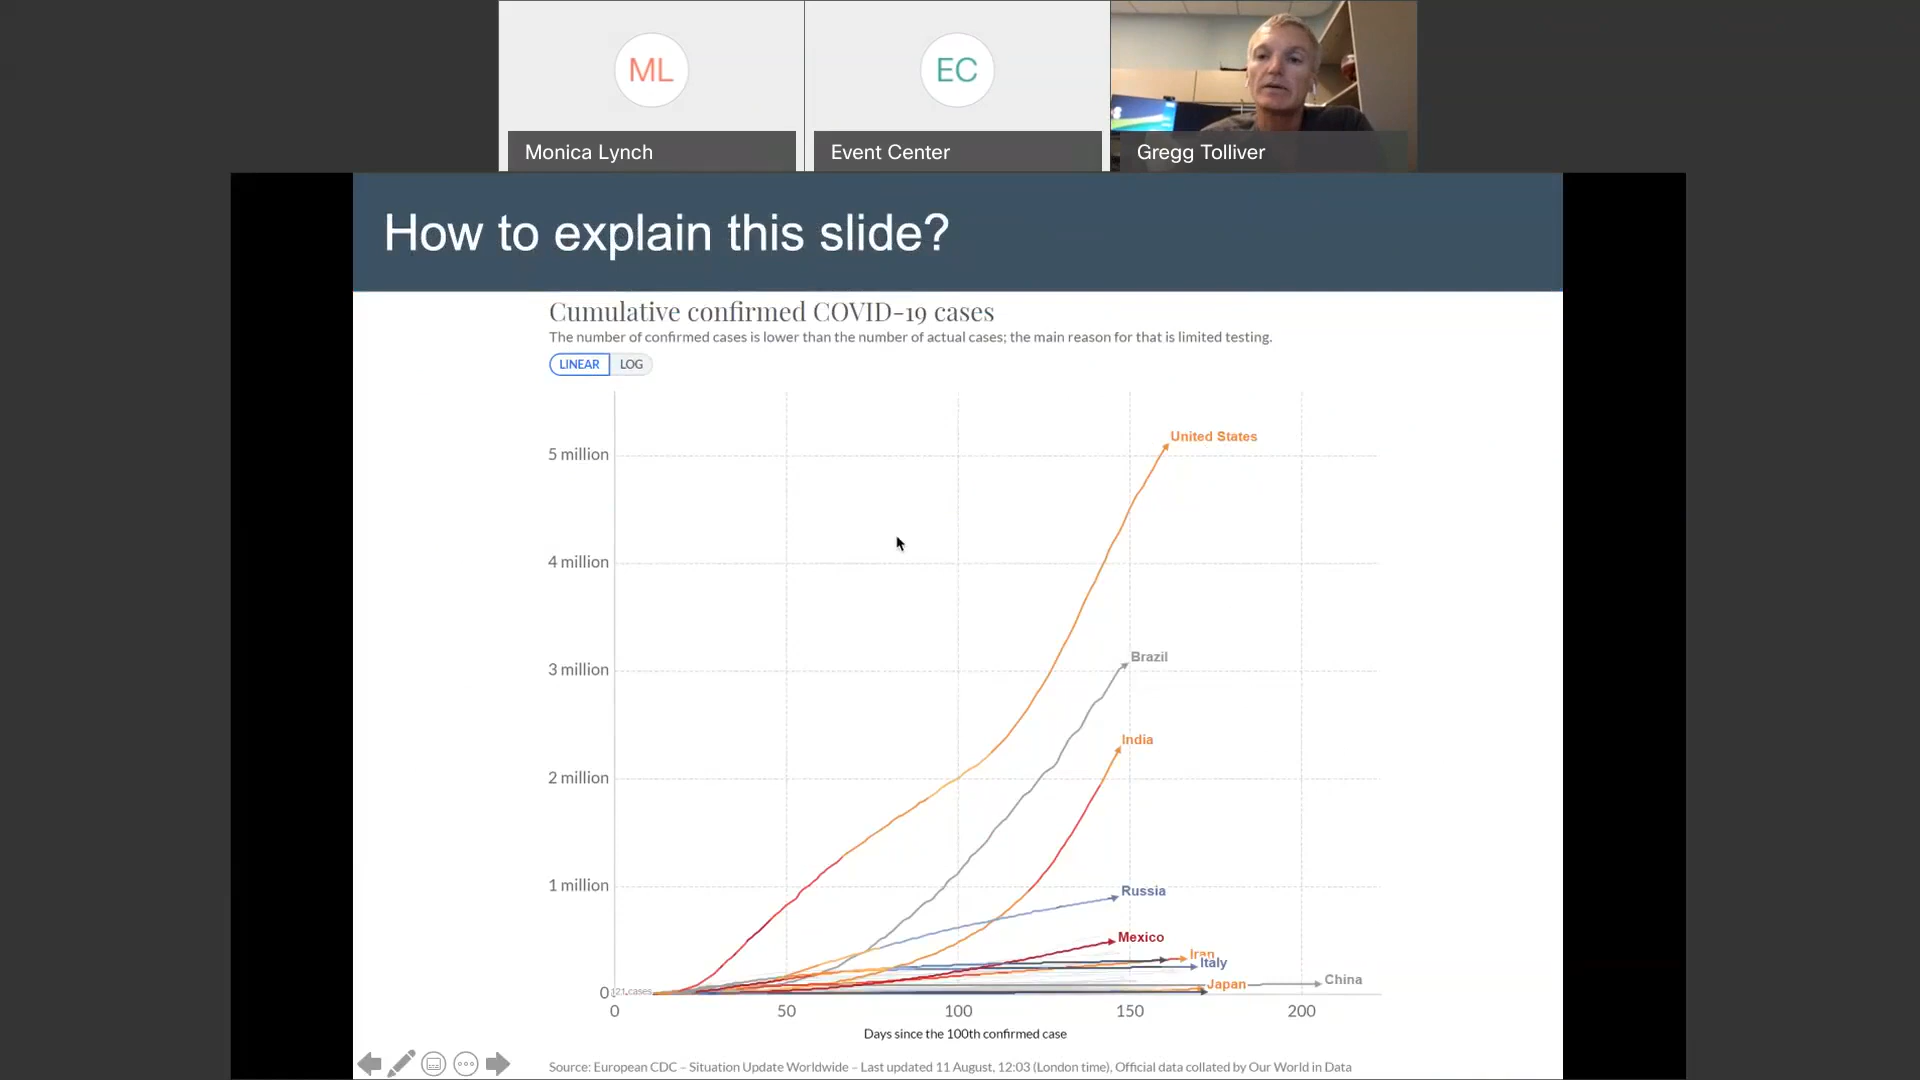 ML
EC
Monica Lynch
Event Center
Gregg Tolliver
How to explain this slide?
Cumulative confirmed COVID-19 cases
The number of confirmed cases is lower than the number of actual cases; the main reason for that is limited testing.
LINEAR
LOG
United States
5 million
4 million
Brazil
3 million
India
2 million
Russia
1 million
Mexico
Iran
Italy
China
Japan
0
121 cases
0
50
100
150
200
Days since the 100th confirmed case
Source: European CDC – Situation Update Worldwide – Last updated 11 August, 12:03 (London time), Official data collated by Our World in Data